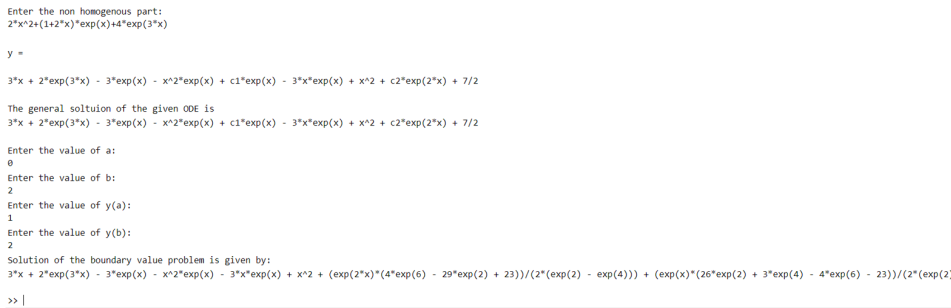 Enter the non homogenous part:
2*x^2+(1+2*x)*exp(x)+4*exp(3*x)
y =
3*x + 2*exp(3*x) - 3*exp(x) - x^2*exp(x) + c1*exp(x) - 3*x*exp(x) + x^2 + c2*exp(2*x) + 7/2
The general soltuion of the given ODE is
3*x + 2*exp(3*x) - 3*exp(x) - x^2*exp(x) + c1*exp(x) - 3*x*exp(x) + x^2 + c2*exp(2*x) + 7/2
Enter the value of a:
0
Enter the value of b:
2
Enter the value of y(a):
1
Enter the value of y(b):
2
Solution of the boundary value problem is given by:
3*x + 2*exp(3*x) - 3*exp(x) - x^2*exp(x) - 3*x*exp(x) + x^2 + (exp(2*x)*(4*exp(6) - 29*exp(2) + 23))/(2*(exp(2) - exp(4))) + (exp(x)*(26*exp(2) + 3*exp(4) - 4*exp(6) - 23))/(2*(exp(2)
>>